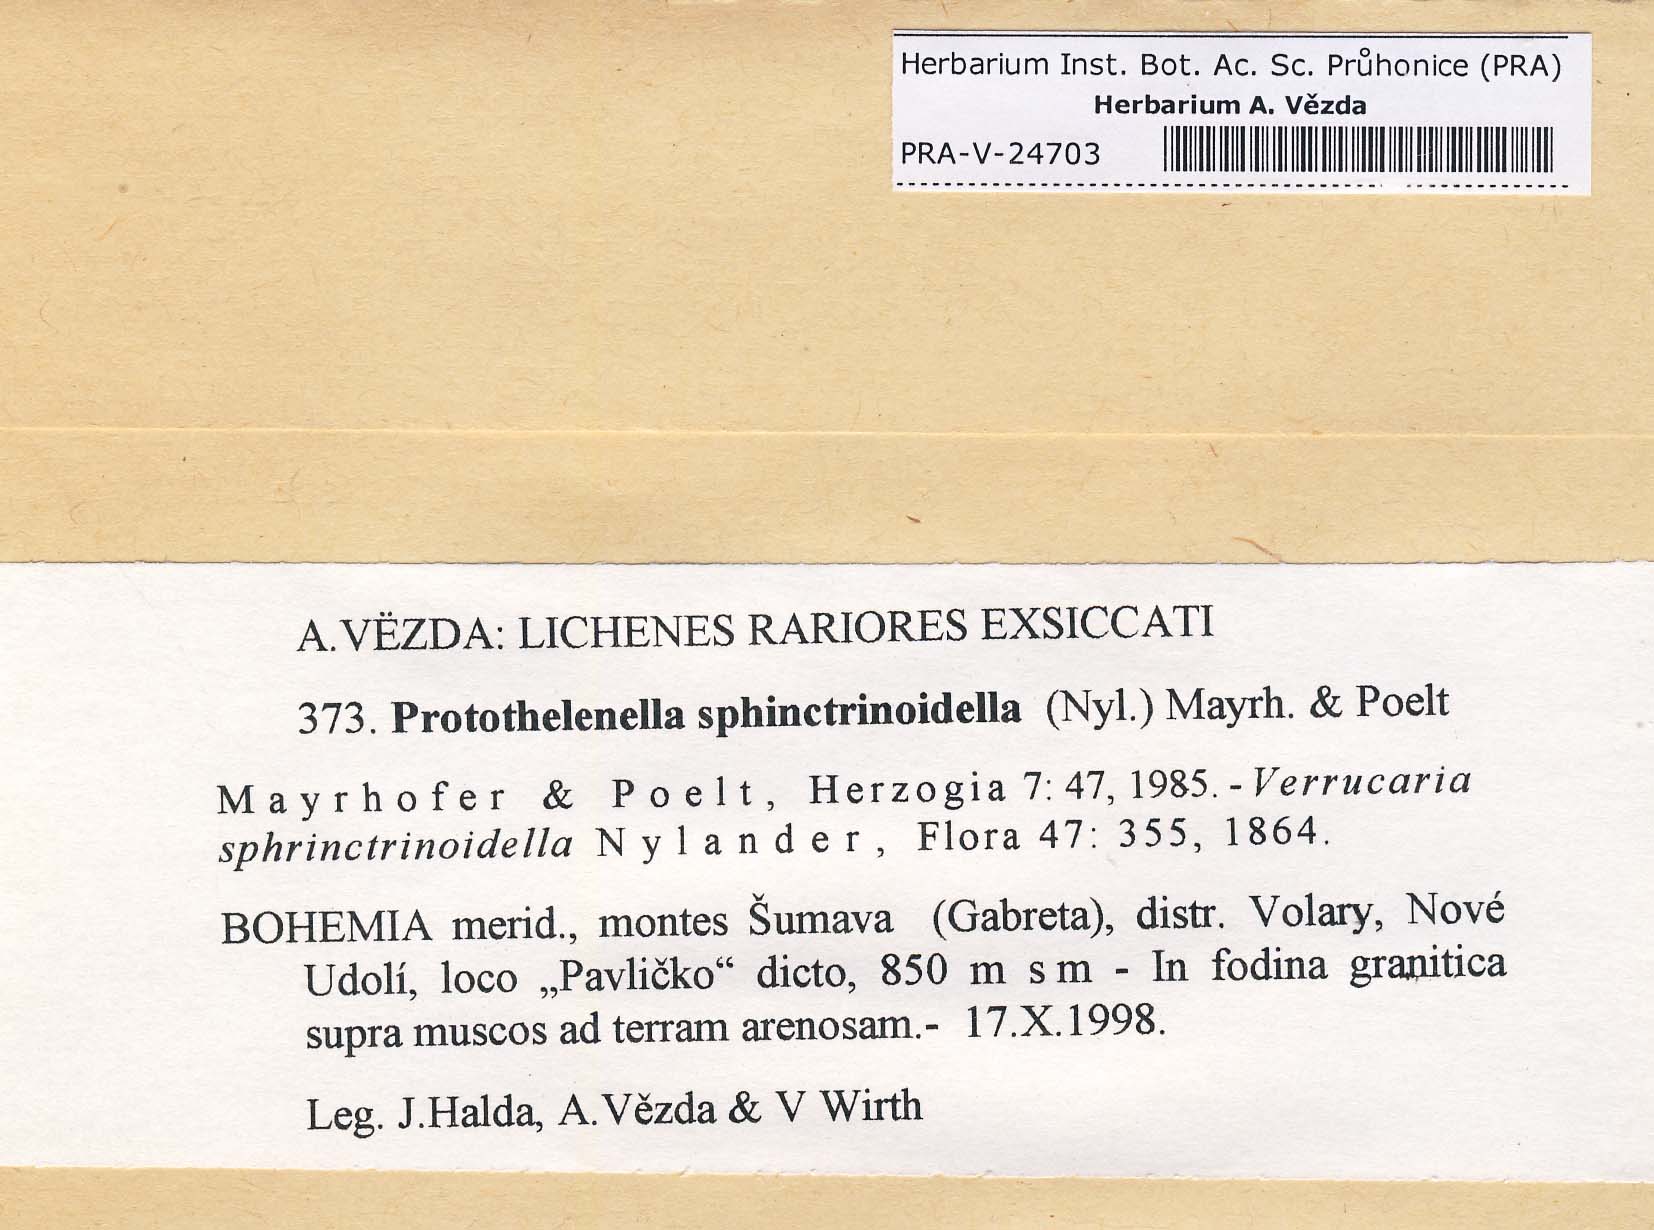 Herbarium Inst. Bot. Ac. Sc. Průhonice (PRA)
Herbarium A. Vězda
PRA-V-24703
A.VËZDA: LICHENES RARIORES EXSICCATI
373. Protothelenella sphinctrinoidella (Nyl.) Mayrh. & Poelt
Mayrhofer & Poelt, Herzogia 7: 47, 1985. - Verrucaria
sphrinctrinoidella Nylander, Flora 47: 355, 1864.
BOHEMIA merid., montes Šumava (Gabreta), distr. Volary, Nové
Udolí, loco „Pavličko“ dicto, 850 m s m - In fodina granitica
supra muscos ad terram arenosam.- 17.X.1998.
Leg. J.Halda, A.Vězda & V Wirth